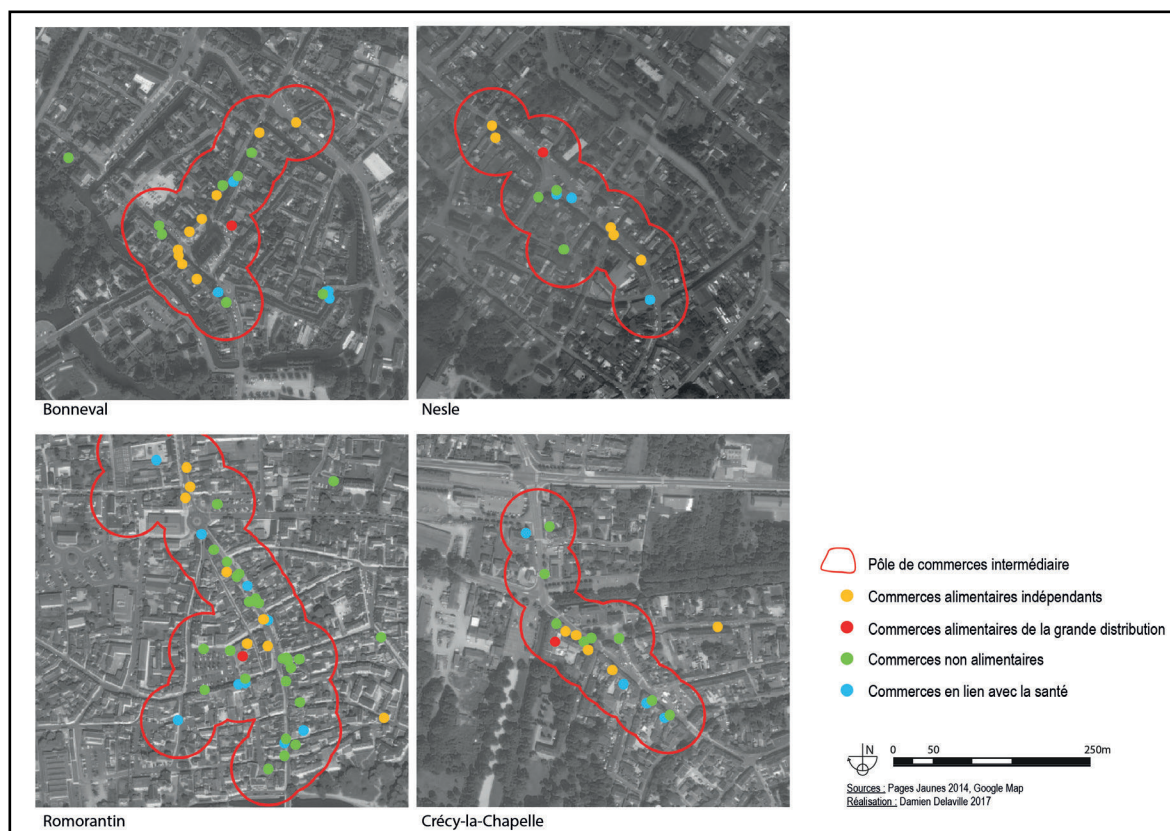 Bonneval
Nesle
Romorantin
Crécy-la-Chapelle
Pôle de commerces intermédiaire
Commerces alimentaires indépendants
Commerces alimentaires de la grande distribution
Commerces non alimentaires
Commerces en lien avec la santé
N
0 50 250m
Sources : Pages Jaunes 2014, Google Map
Réalisation : Damien Delaville 2017